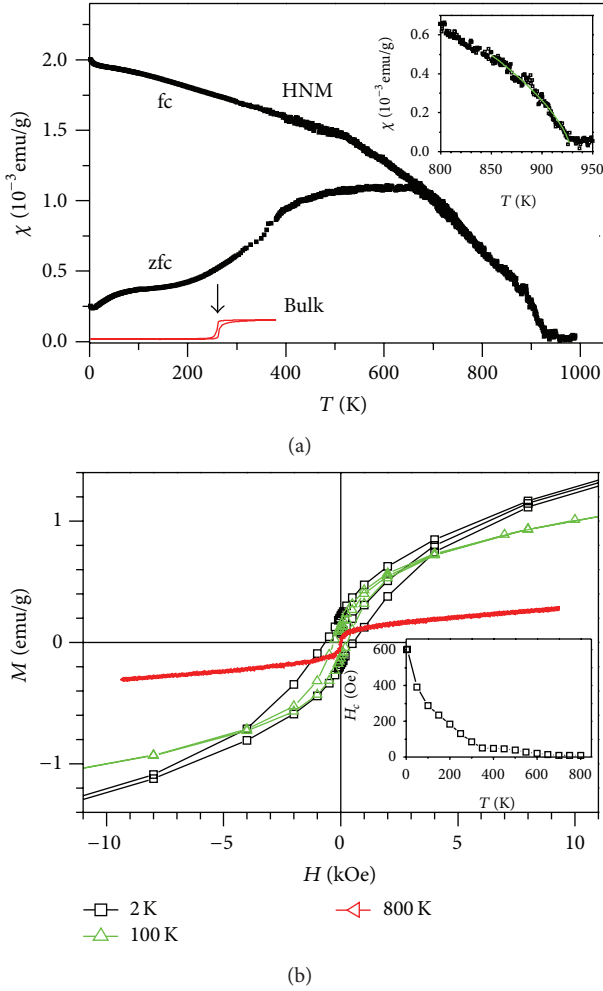 2.0
1.5
1.0
0.5
0.0
χ (10⁻³ emu/g)
fc
HNM
zfc
Bulk
0 200 400 600 800 1000
T (K)
0.6
0.4
0.2
0.0
χ (10⁻³ emu/g)
800 850 900 950
T (K)
(a)
1
0
−1
M (emu/g)
−10 −5 0 5 10
H (kOe)
600
400
200
0
H_c (Oe)
0 200 400 600 800
T (K)
2 K
100 K
800 K
(b)